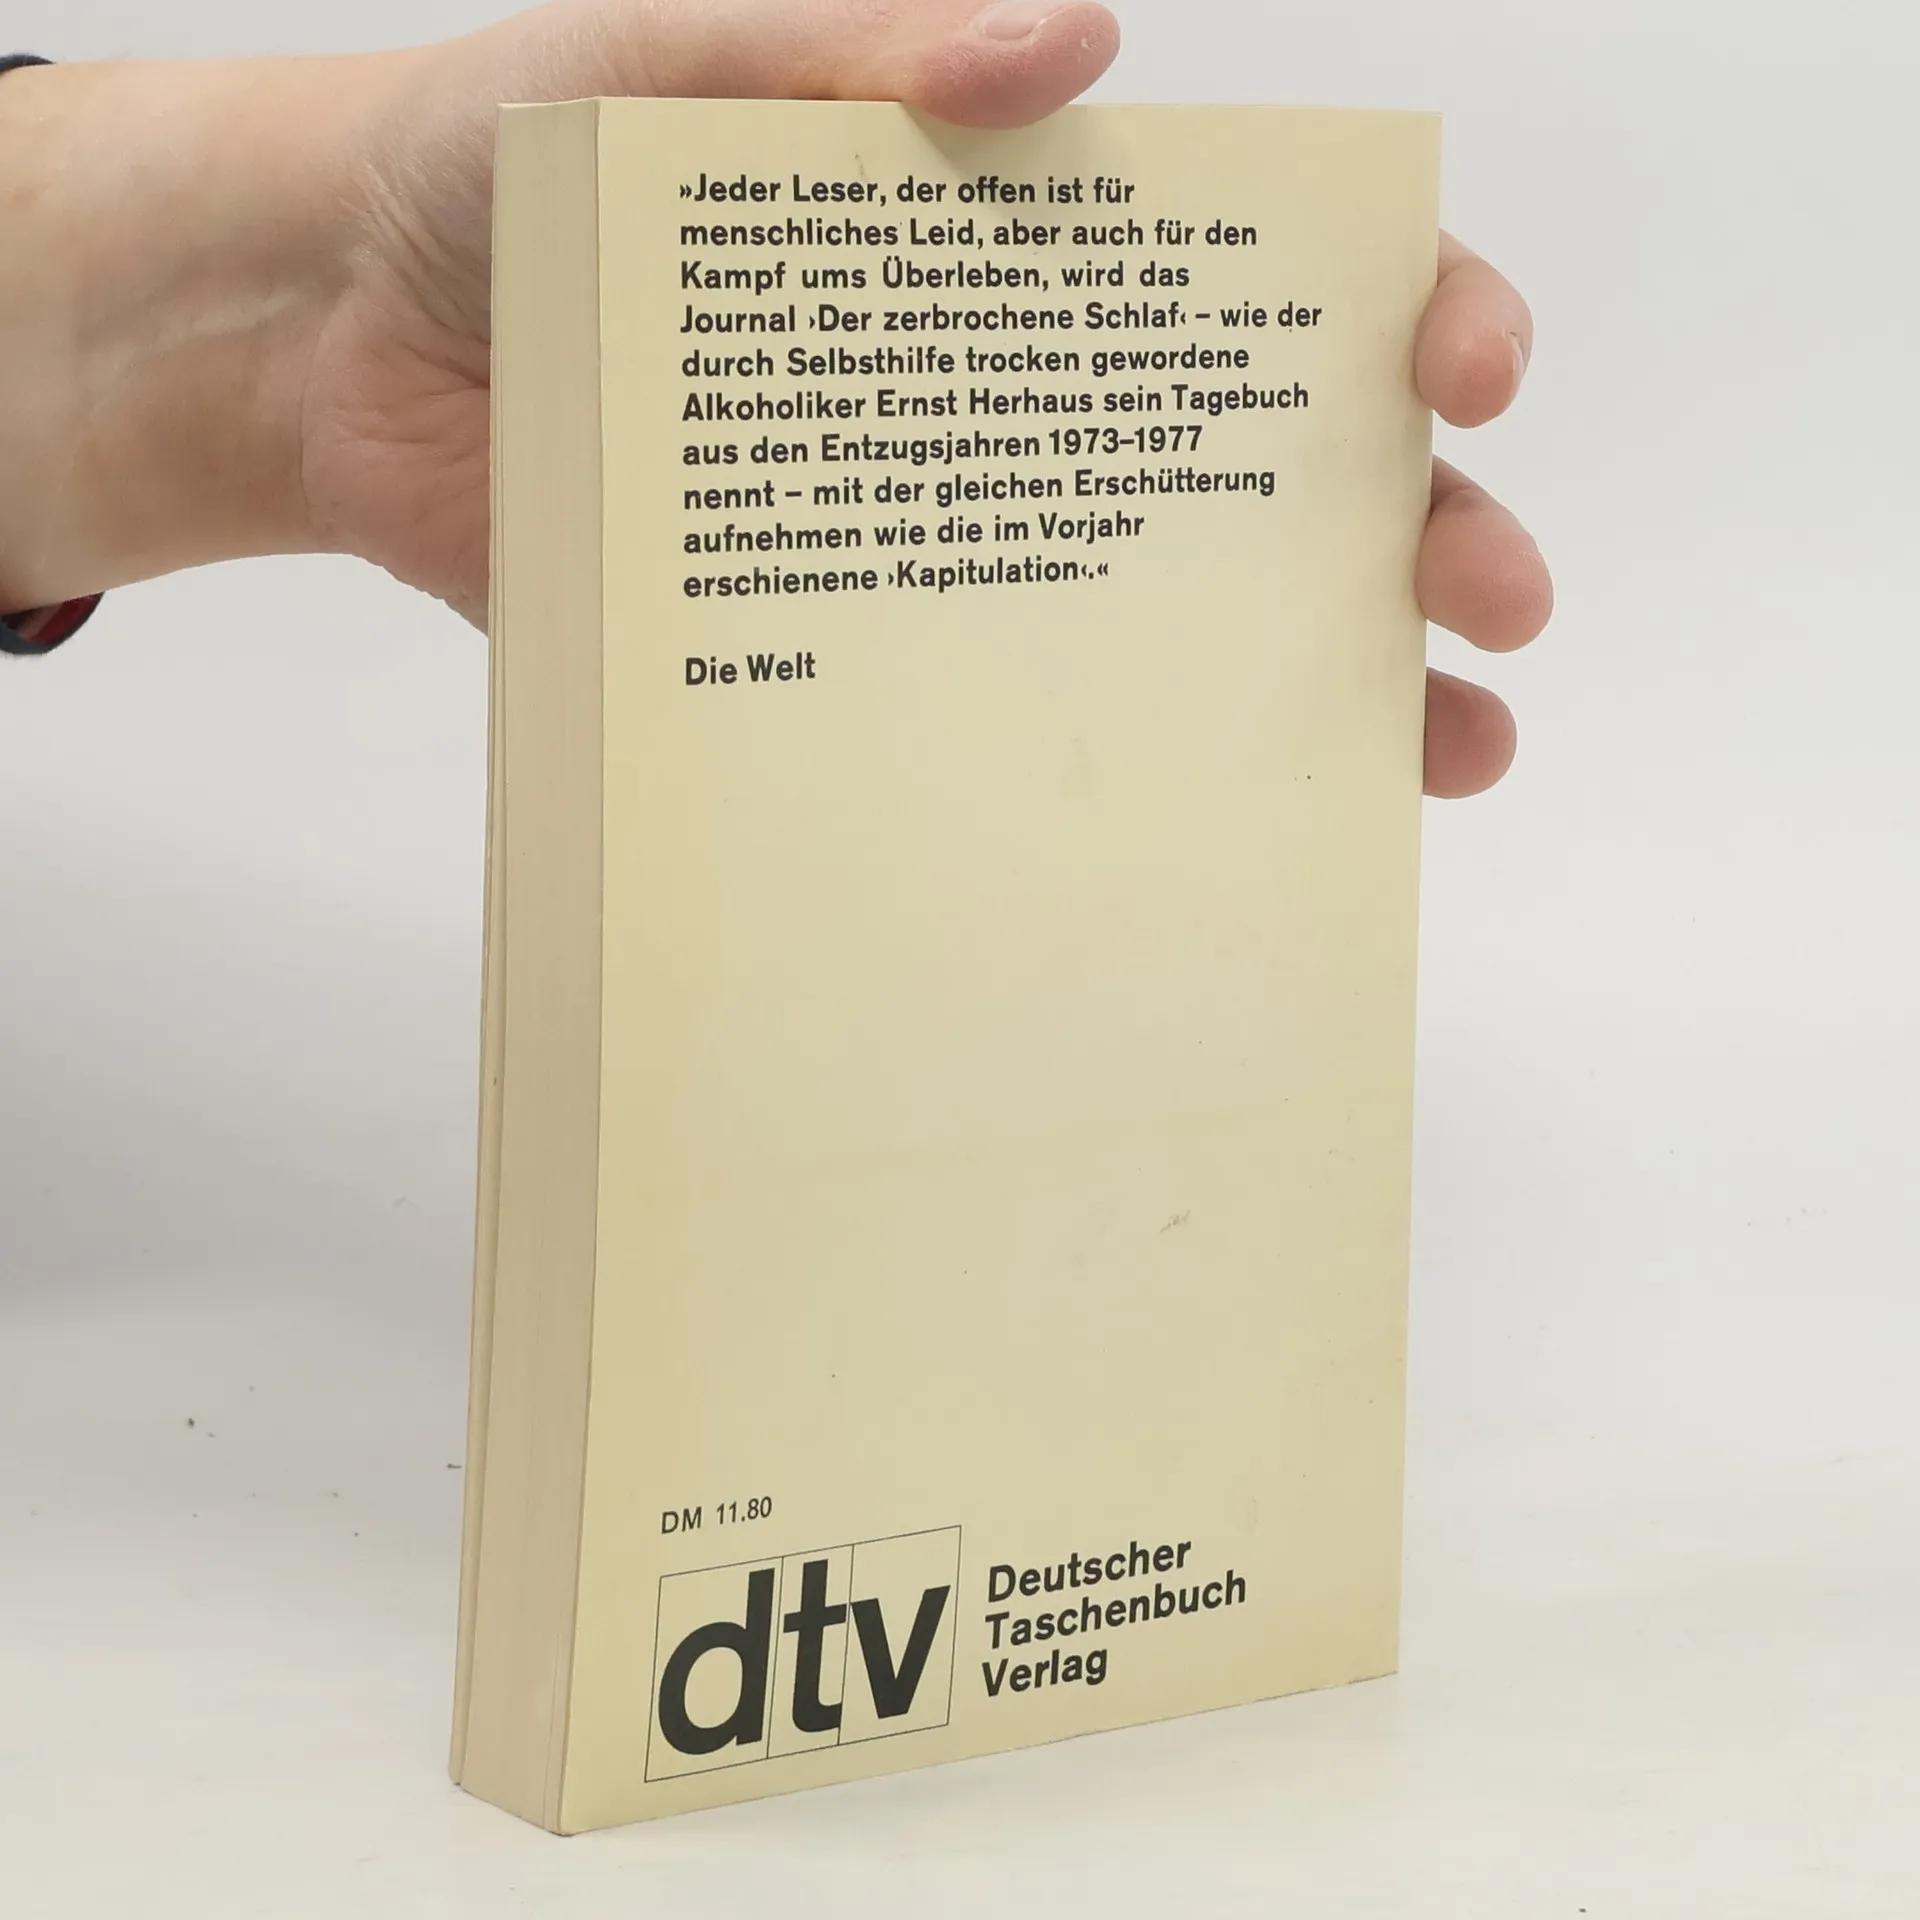 »Jeder Leser, der offen ist für
menschliches Leid, aber auch für den
Kampf ums Überleben, wird das
Journal ›Der zerbrochene Schlaf‹ – wie der
durch Selbsthilfe trocken gewordene
Alkoholiker Ernst Herhaus sein Tagebuch
aus den Entzugsjahren 1973–1977
nennt – mit der gleichen Erschütterung
aufnehmen wie die im Vorjahr
erschienene ›Kapitulation‹.«
Die Welt
DM 11.80
dtv
Deutscher
Taschenbuch
Verlag